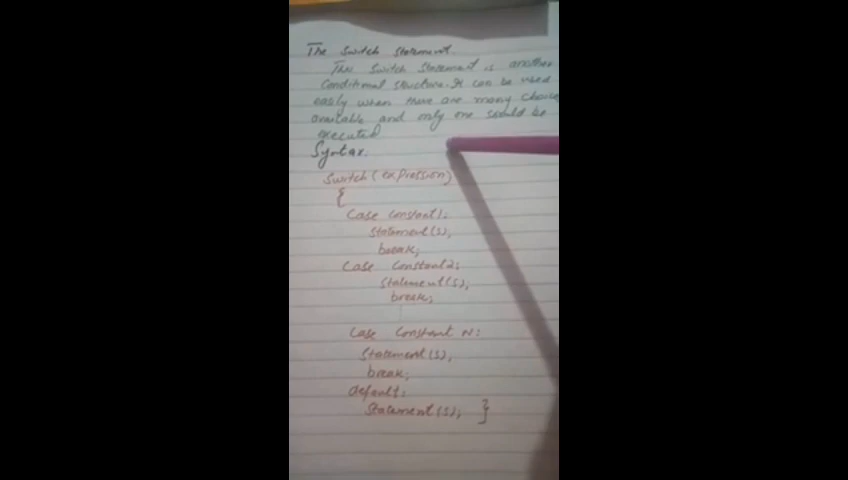 The Switch Statement.
The Switch Statement is another
Conditional structure. It can be used
easily when there are many choice
available and only one should be
executed
Syntax.
Switch (expression)
{
Case Constant1:
Statement(s);
break;
Case Constant2:
Statement(s);
break;
Case Constant N:
Statement(s);
break;
default:
Statement(s); }